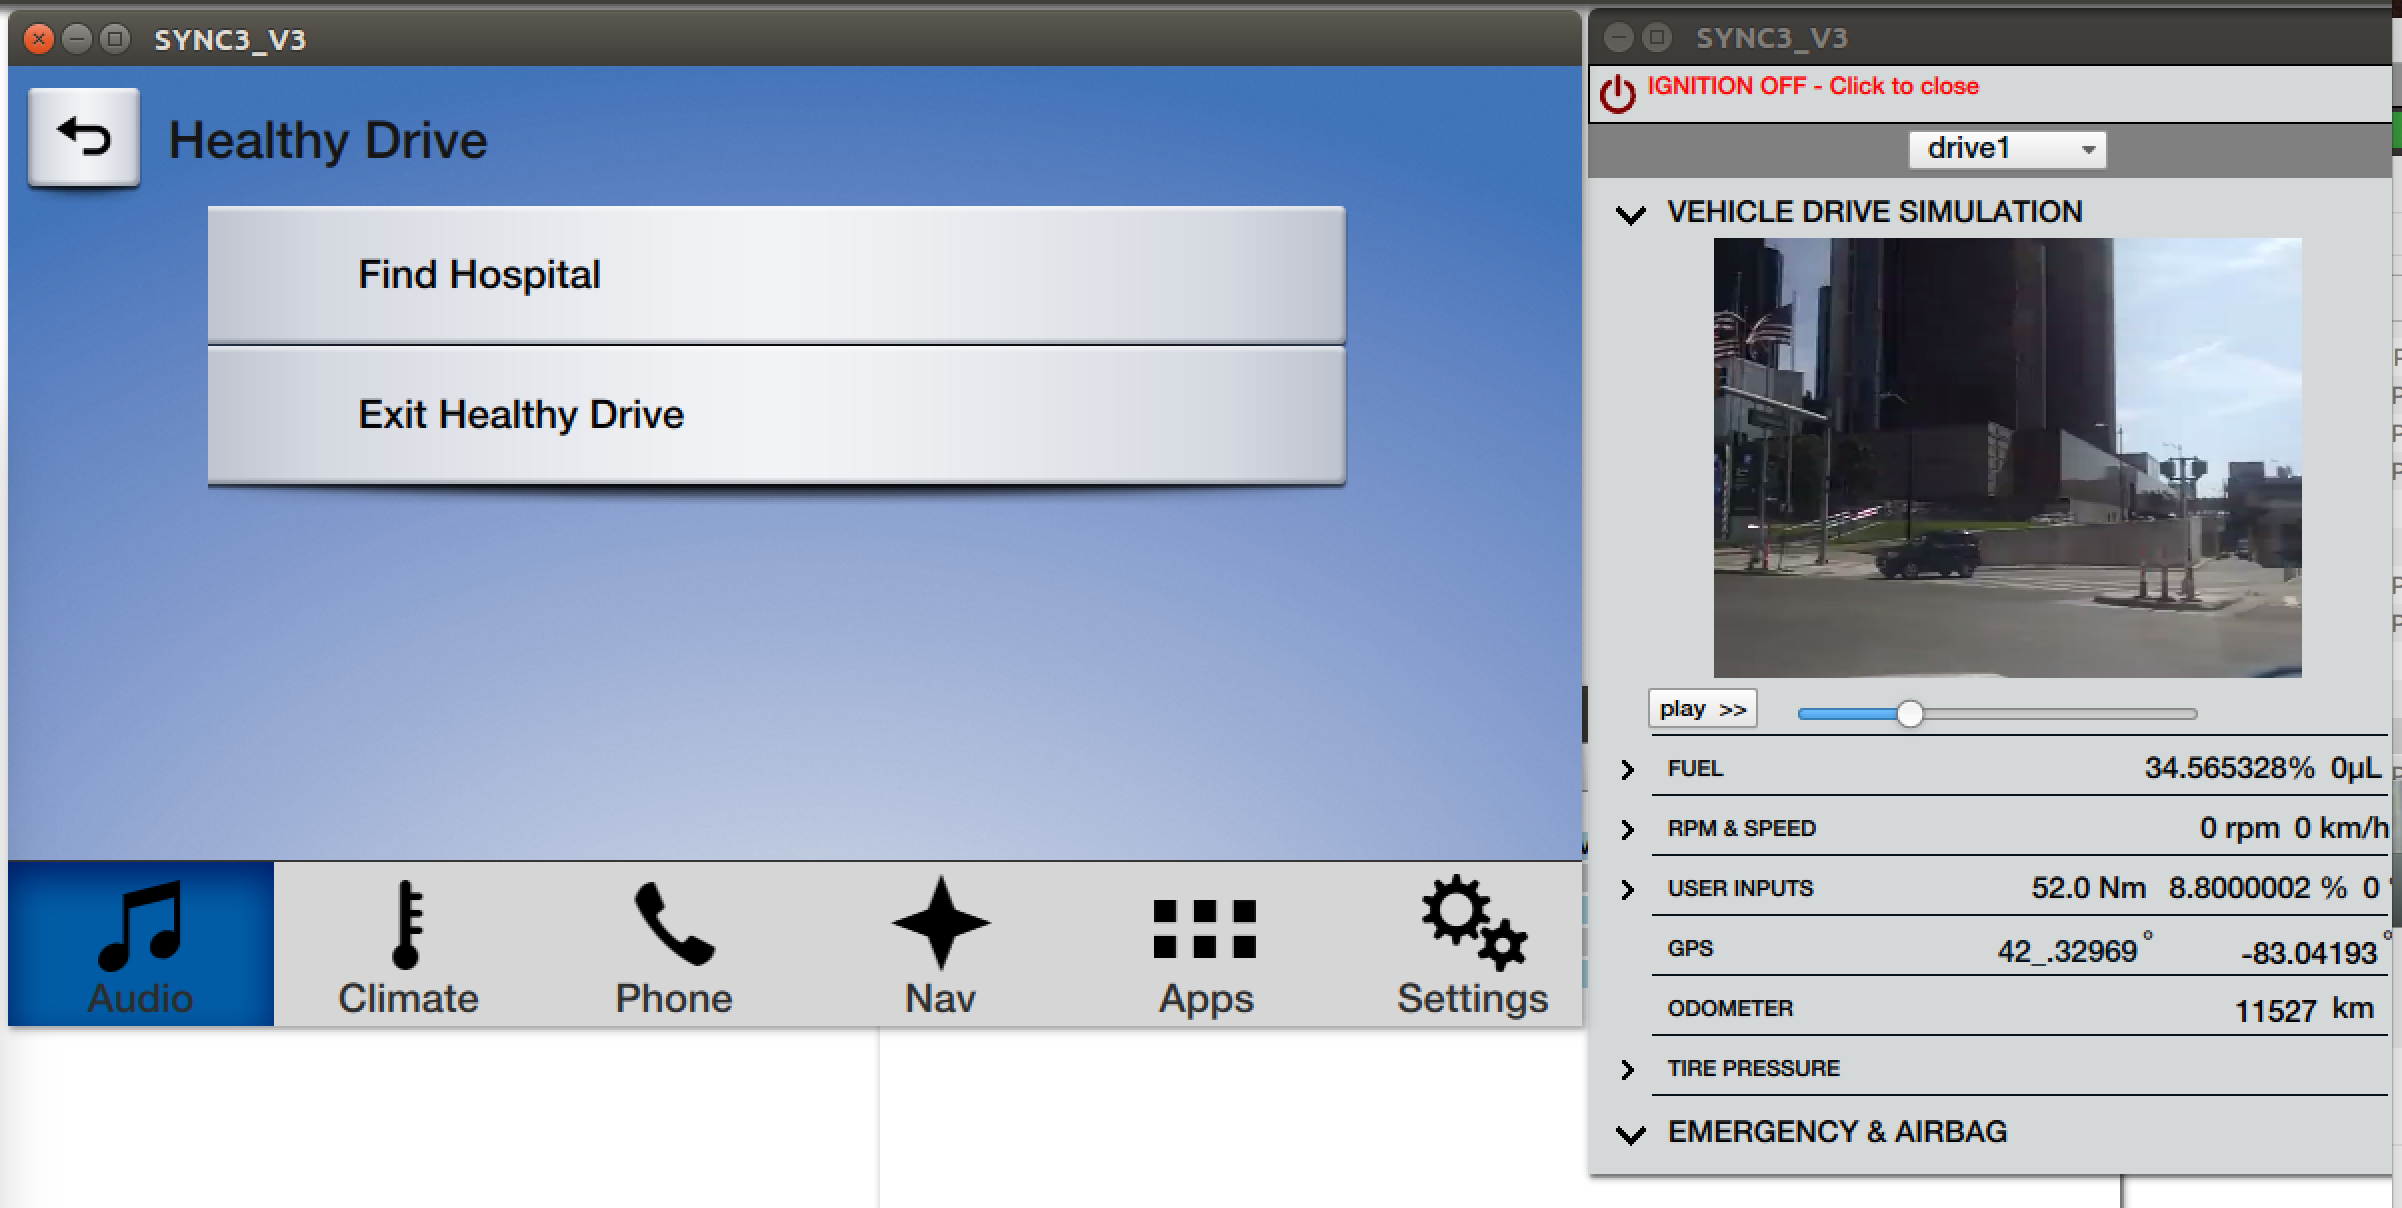 SYNC3_V3
Healthy Drive
Find Hospital
Exit Healthy Drive
Audio
Climate
Phone
Nav
Apps
Settings
SYNC3_V3
IGNITION OFF - Click to close
drive1
VEHICLE DRIVE SIMULATION
play >>
FUEL 34.565328% 0µL
RPM & SPEED 0 rpm 0 km/h
USER INPUTS 52.0 Nm 8.8000002 % 0
GPS 42_.32969° -83.04193°
ODOMETER 11527 km
TIRE PRESSURE
EMERGENCY & AIRBAG